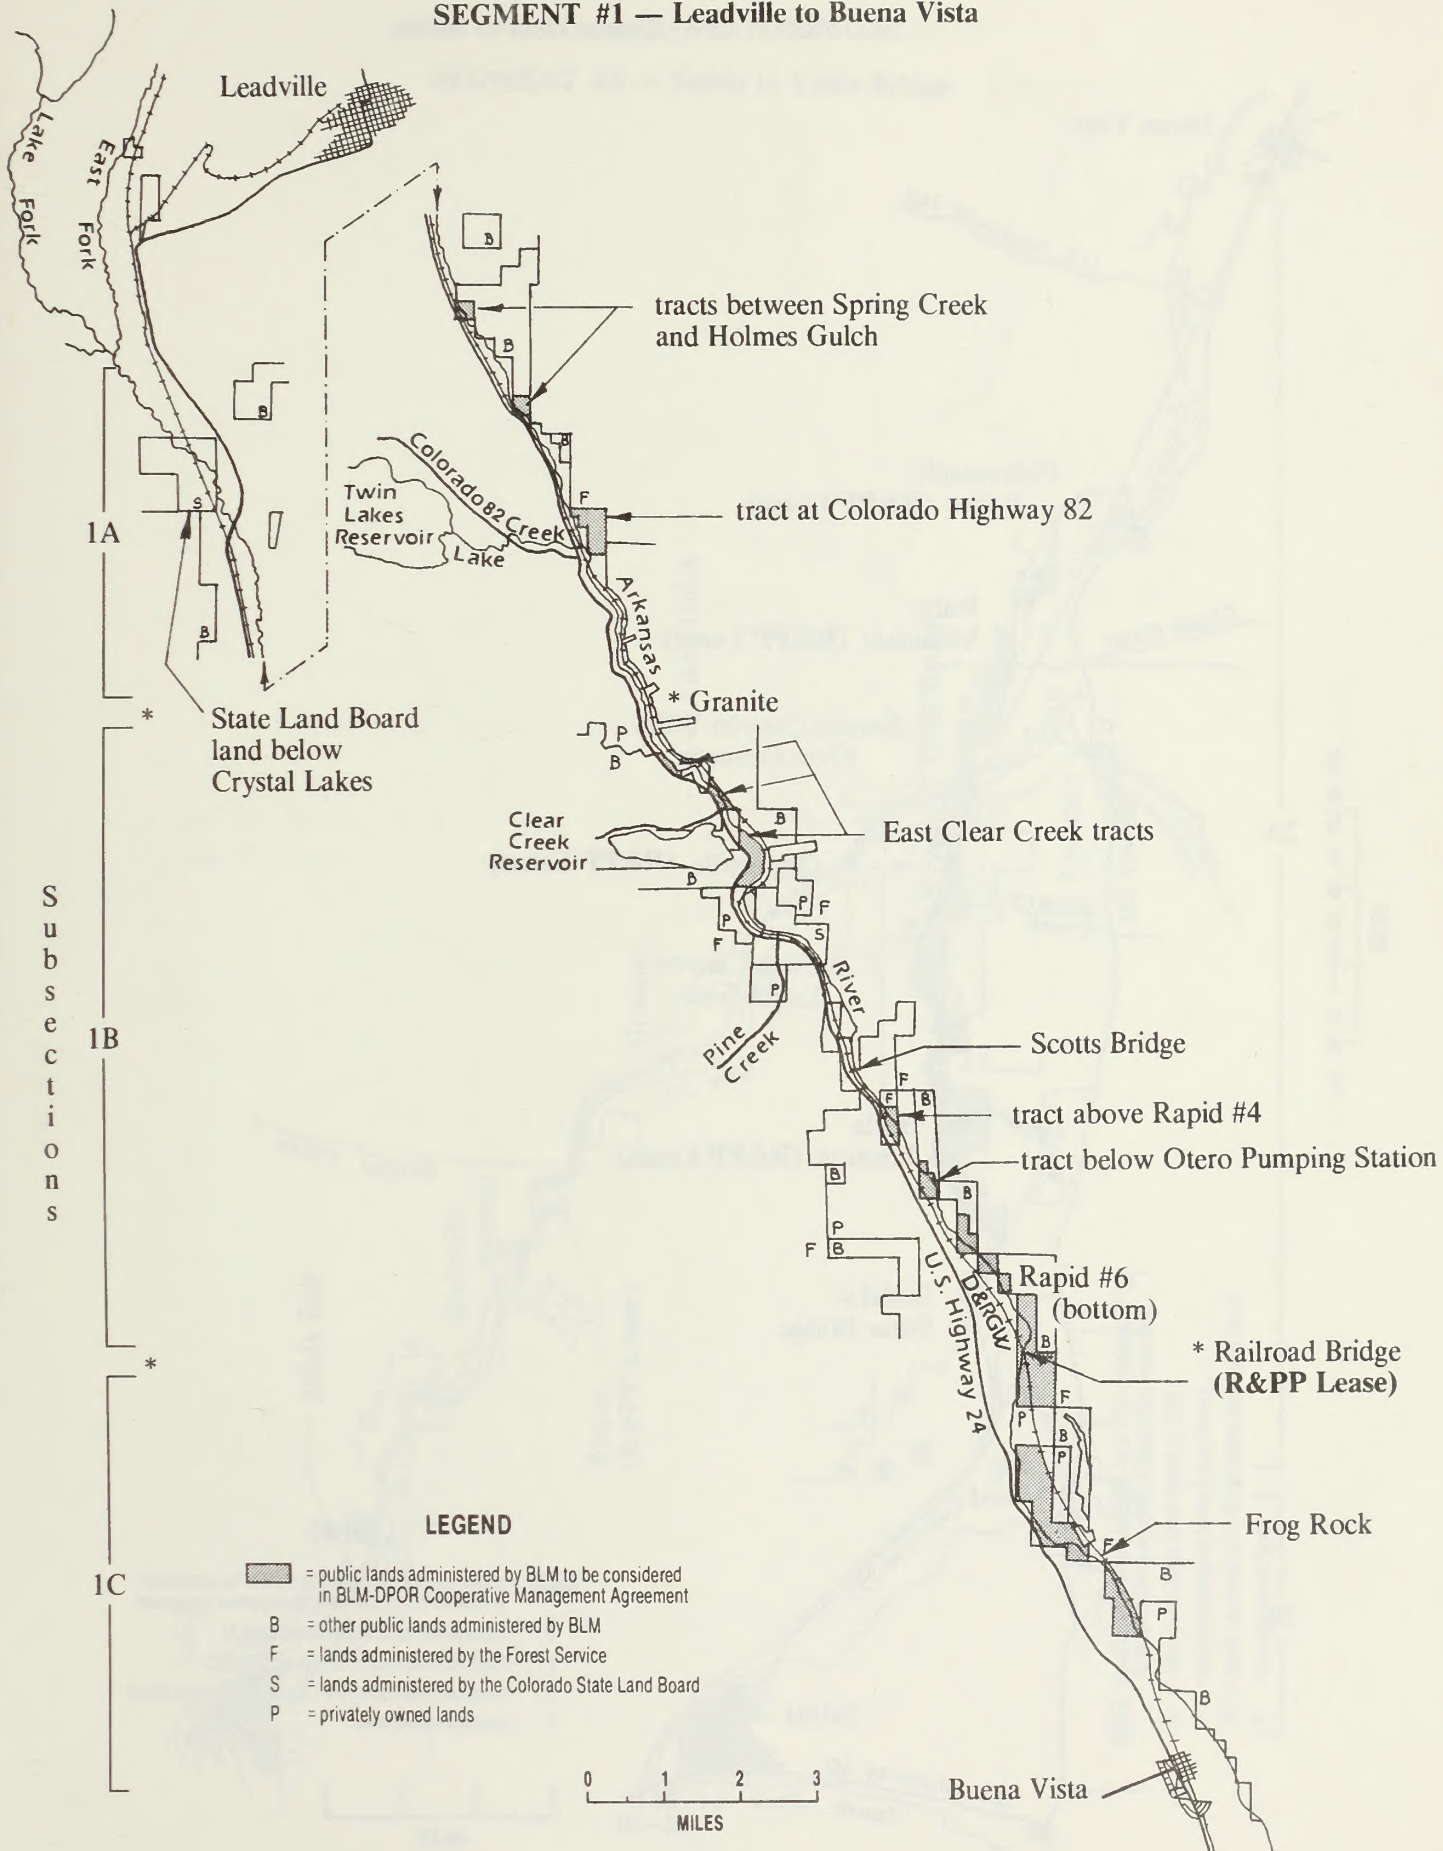 SEGMENT #1 — Leadville to Buena Vista
Leadville
Lake Fork
East Fork
B
tracts between Spring Creek
and Holmes Gulch
B
B
B
Colorado 82
F
Twin
Lakes
Reservoir
Lake Creek
tract at Colorado Highway 82
S
1A
B
Arkansas
* Granite
*
State Land Board
land below
Crystal Lakes
P
B
Clear
Creek
Reservoir
B
East Clear Creek tracts
B
P
F
P
F
S
P
River
Pine
Creek
Subsections
1B
Scotts Bridge
F
F
B
tract above Rapid #4
tract below Otero Pumping Station
B
B
P
F
B
U.S. Highway 24
D&RGW
Rapid #6
(bottom)
B
*
* Railroad Bridge
(R&PP Lease)
F
P
B
P
Frog Rock
F
B
P
1C
LEGEND
= public lands administered by BLM to be considered
in BLM-DPOR Cooperative Management Agreement
B = other public lands administered by BLM
F = lands administered by the Forest Service
S = lands administered by the Colorado State Land Board
P = privately owned lands
B
0 1 2 3
MILES
Buena Vista